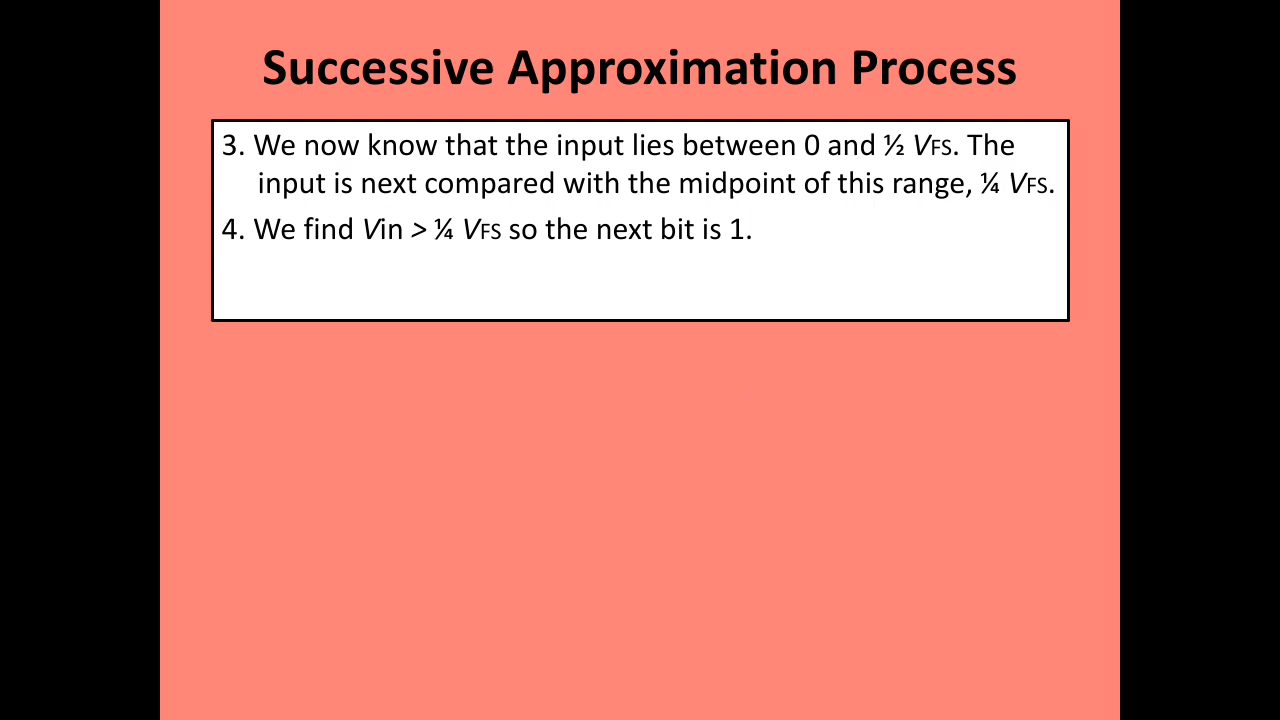 Successive Approximation Process
3. We now know that the input lies between 0 and ½ VFS. The
input is next compared with the midpoint of this range, ¼ VFS.
4. We find Vin > ¼ VFS so the next bit is 1.